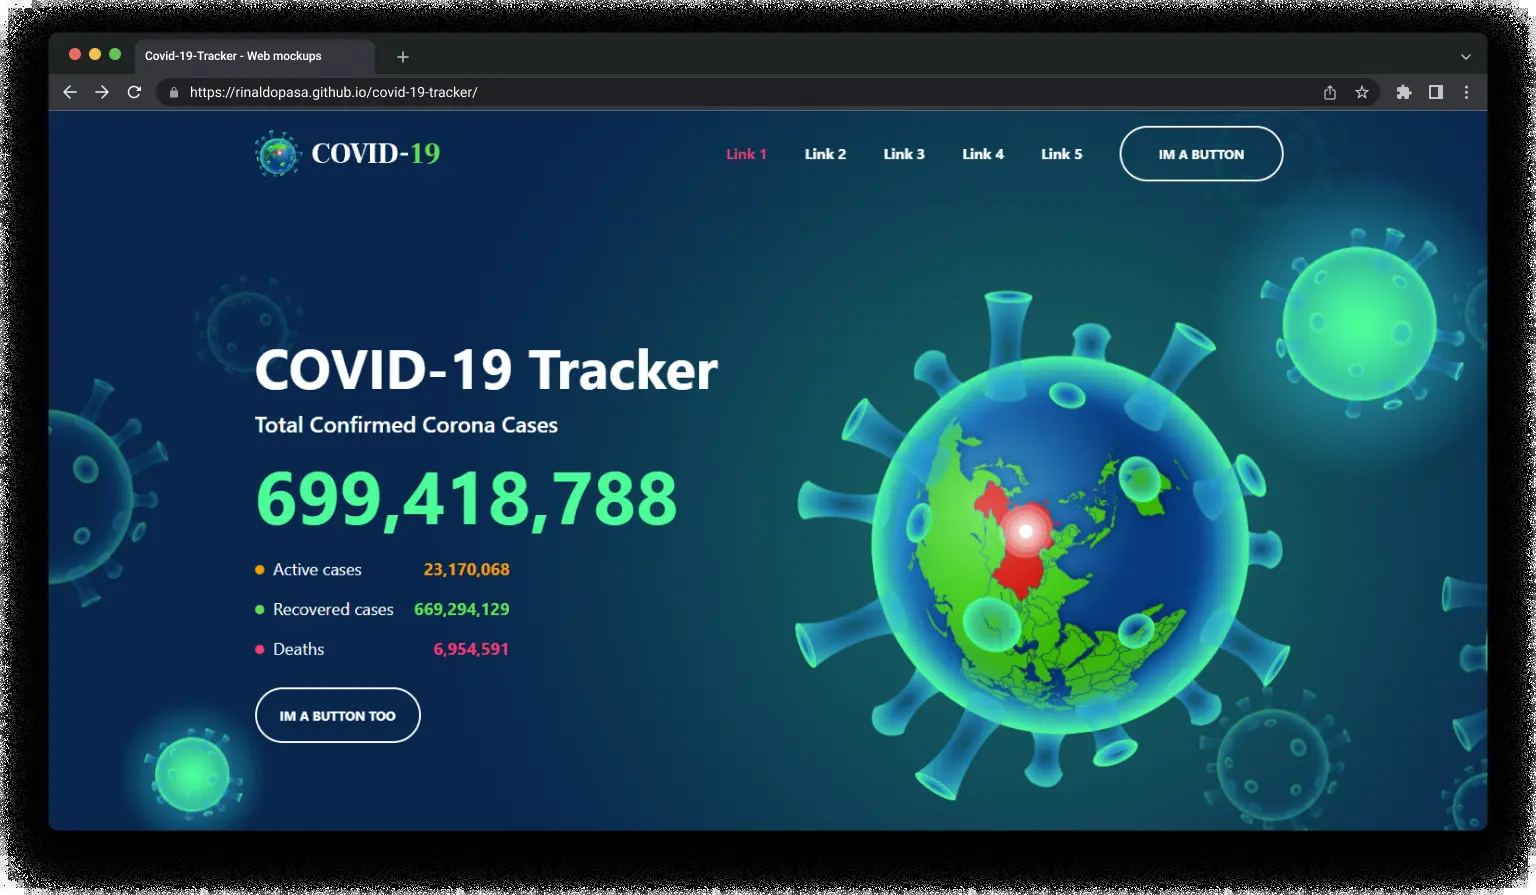 Covid-19-Tracker - Web mockups
https://rinaldopasa.github.io/covid-19-tracker/
COVID-19
Link 1 Link 2 Link 3 Link 4 Link 5 IM A BUTTON
COVID-19 Tracker
Total Confirmed Corona Cases
699,418,788
Active cases 23,170,068
Recovered cases 669,294,129
Deaths 6,954,591
IM A BUTTON TOO